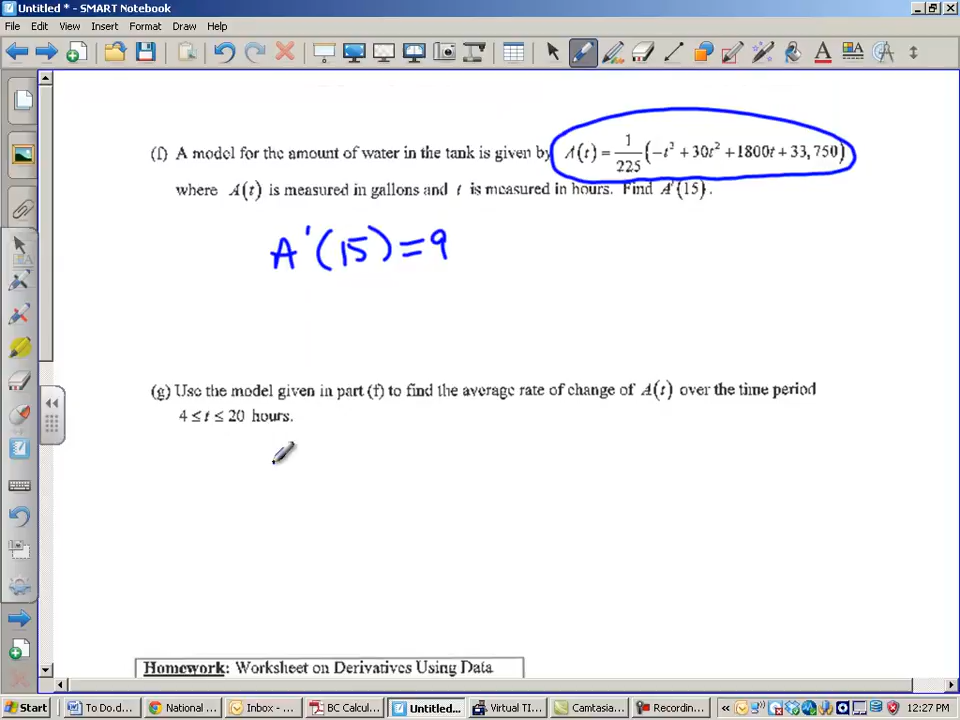 Untitled * - SMART Notebook
File Edit View Insert Format Draw Help
(f) A model for the amount of water in the tank is given by A(t) = 1/225 (−t² + 30t² + 1800t + 33,750)
where A(t) is measured in gallons and t is measured in hours. Find A'(15).
A'(15) = 9
(g) Use the model given in part (f) to find the average rate of change of A(t) over the time period
4 ≤ t ≤ 20 hours.
Homework: Worksheet on Derivatives Using Data
Start To Do.d... National ... Inbox - ... BC Calcul... Untitled... Virtual TI... Camtasia... Recordin... « 12:27 PM